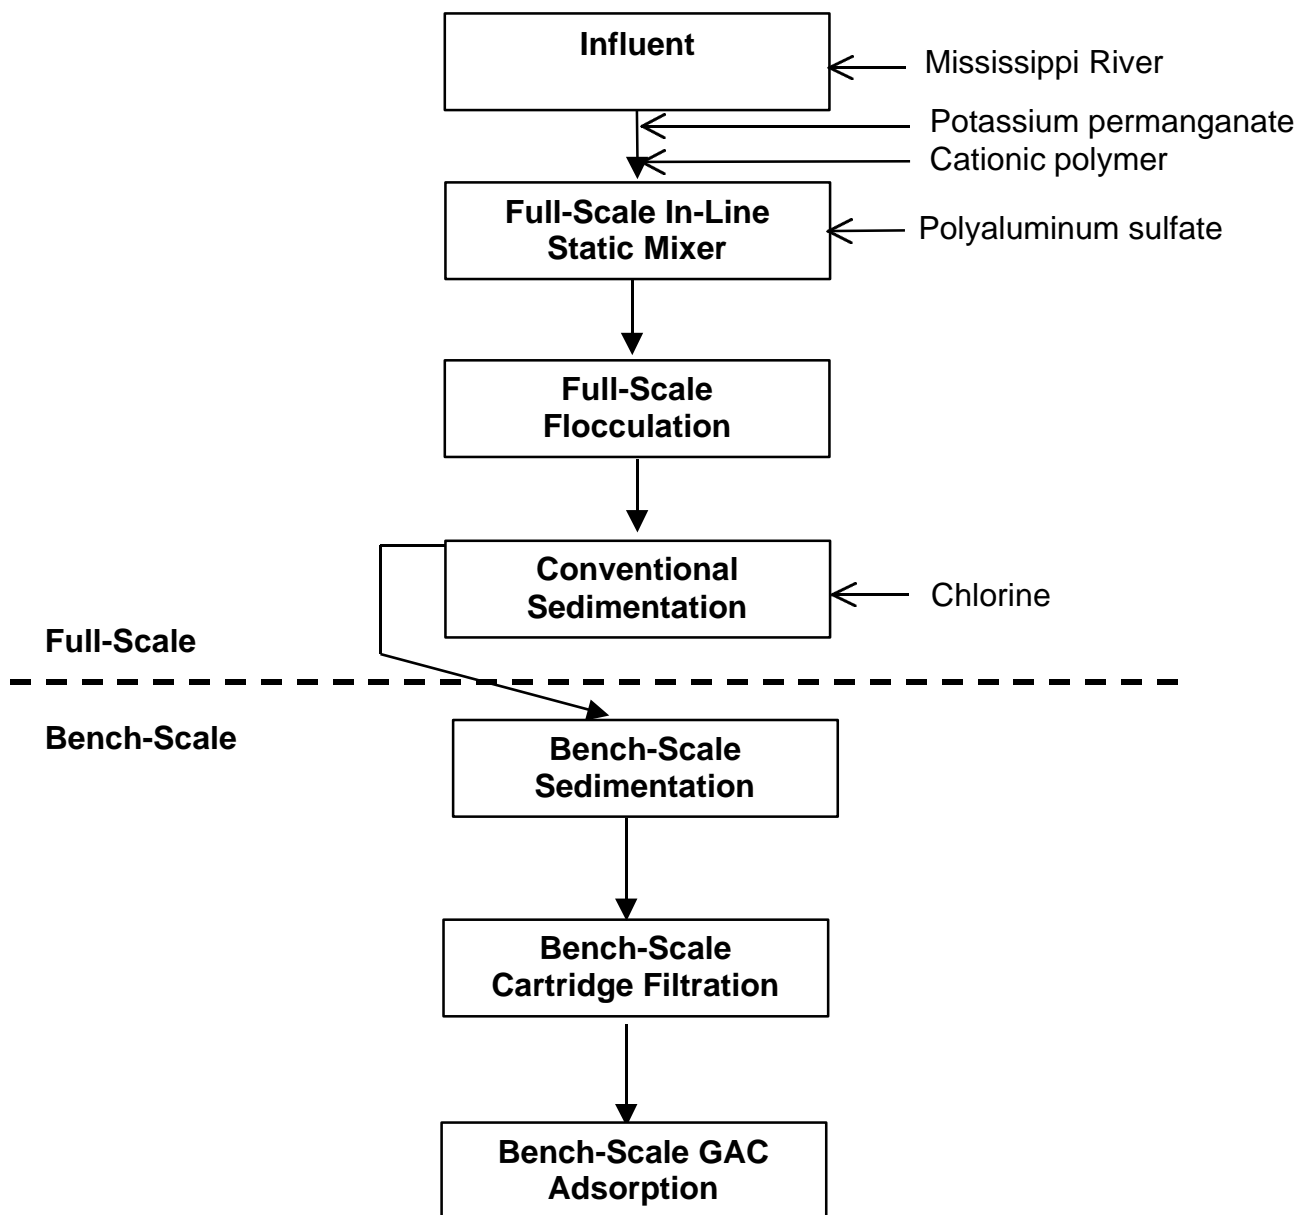 Influent
Mississippi River
Potassium permanganate
Cationic polymer
Full-Scale In-Line
Static Mixer
Polyaluminum sulfate
Full-Scale
Flocculation
Conventional
Sedimentation
Chlorine
Full-Scale
Bench-Scale
Bench-Scale
Sedimentation
Bench-Scale
Cartridge Filtration
Bench-Scale GAC
Adsorption